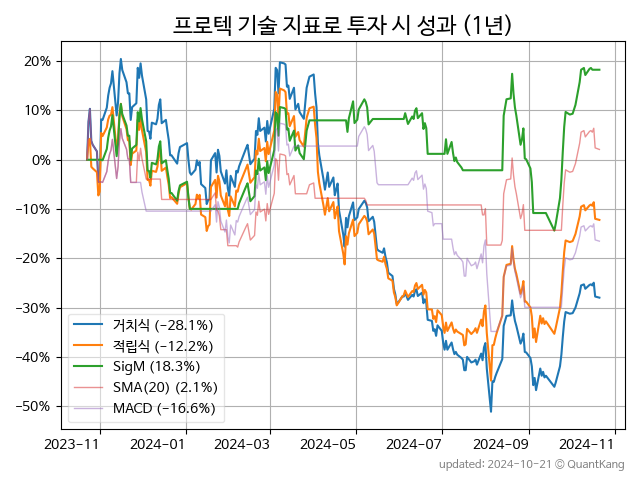 프로텍 기술 지표로 투자 시 성과 (1년)
20%
10%
0%
−10%
−20%
−30%
−40%
−50%
거치식 (−28.1%)
적립식 (−12.2%)
SigM (18.3%)
SMA(20) (2.1%)
MACD (−16.6%)
2023-11
2024-01
2024-03
2024-05
2024-07
2024-09
2024-11
updated: 2024-10-21 © QuantKang